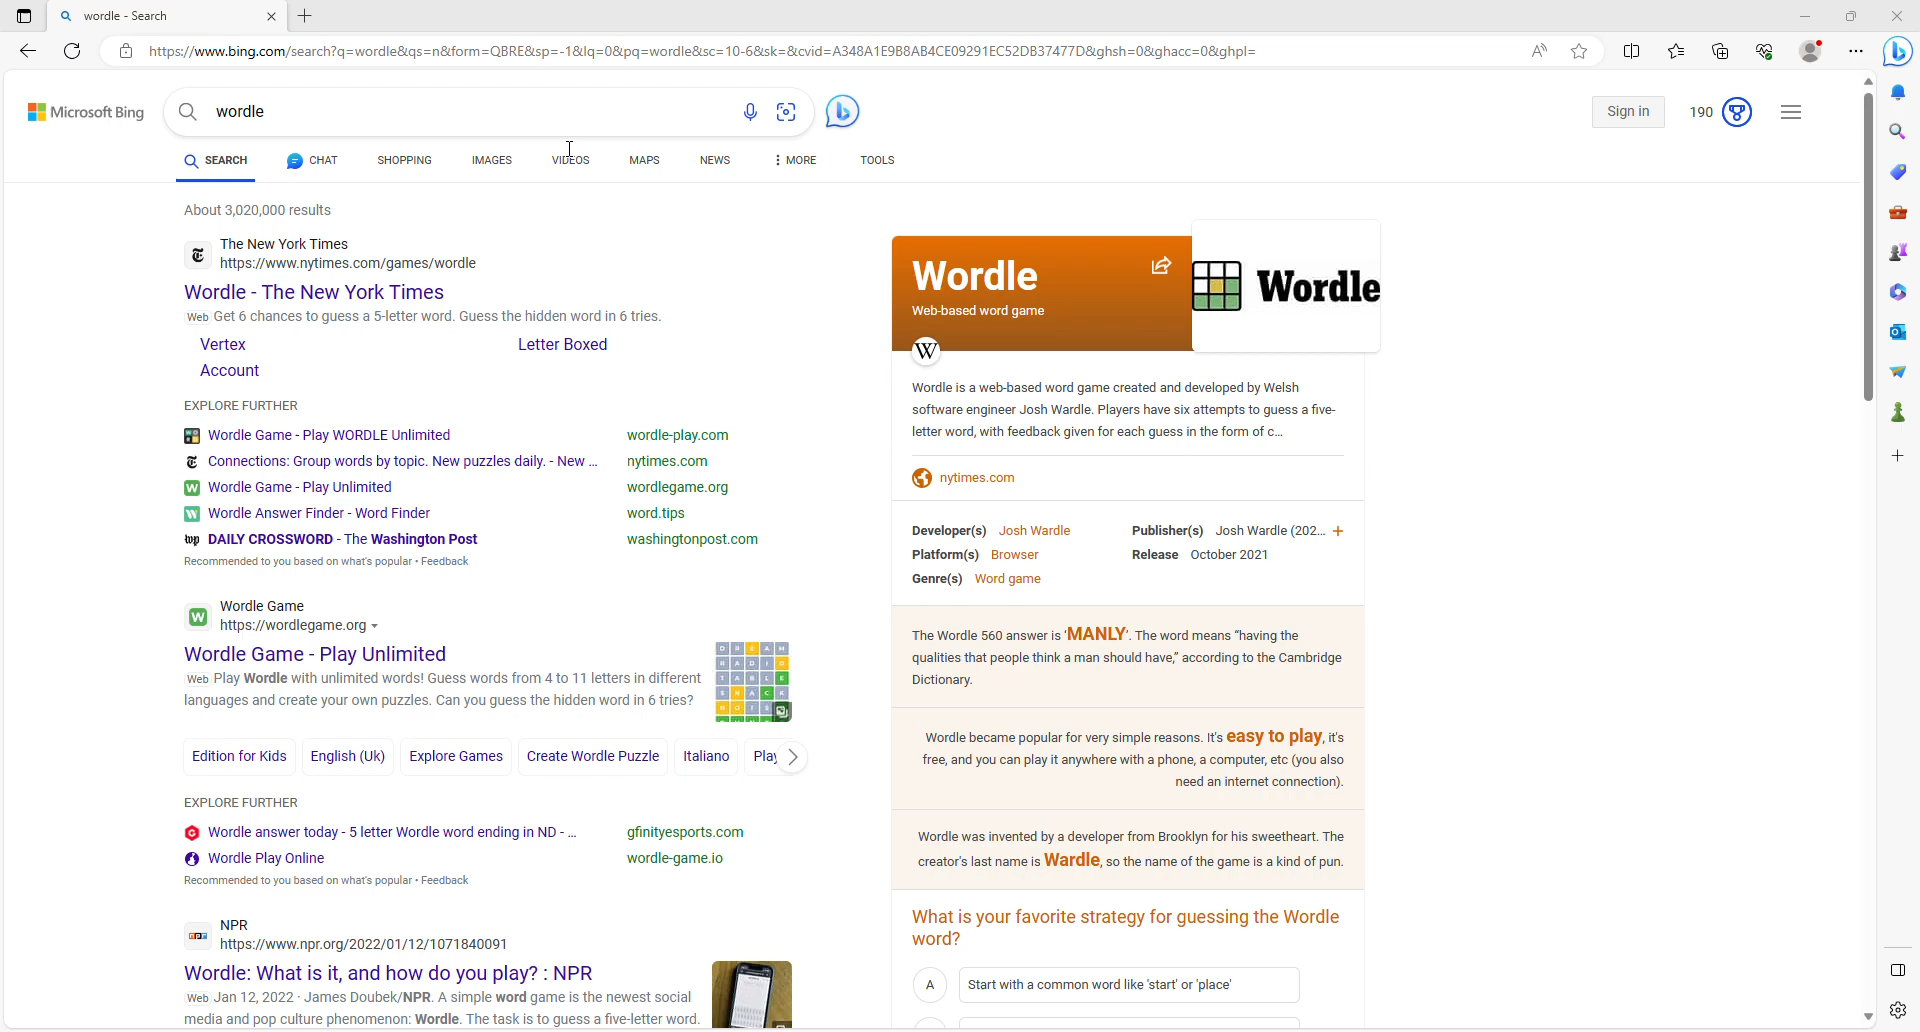 wordle - Search
https://www.bing.com/search?q=wordle&qs=n&form=QBRE&sp=-1&lq=0&pq=wordle&sc=10-6&sk=&cvid=A348A1E9B8AB4CE09291EC52DB37477D&ghsh=0&ghacc=0&ghpl=
Microsoft Bing
wordle
Sign in
190
SEARCH
CHAT
SHOPPING
IMAGES
VIDEOS
MAPS
NEWS
MORE
TOOLS
About 3,020,000 results
The New York Times
https://www.nytimes.com/games/wordle
Wordle - The New York Times
Web Get 6 chances to guess a 5-letter word. Guess the hidden word in 6 tries.
Vertex
Letter Boxed
Account
EXPLORE FURTHER
Wordle Game - Play WORDLE Unlimited
wordle-play.com
Connections: Group words by topic. New puzzles daily. - New ...
nytimes.com
Wordle Game - Play Unlimited
wordlegame.org
Wordle Answer Finder - Word Finder
word.tips
wp DAILY CROSSWORD - The Washington Post
washingtonpost.com
Recommended to you based on what's popular • Feedback
W
Wordle Game
https://wordlegame.org
Wordle Game - Play Unlimited
Web Play Wordle with unlimited words! Guess words from 4 to 11 letters in different
languages and create your own puzzles. Can you guess the hidden word in 6 tries?
Edition for Kids
English (Uk)
Explore Games
Create Wordle Puzzle
Italiano
Play
EXPLORE FURTHER
Wordle answer today - 5 letter Wordle word ending in ND - ...
gfinityesports.com
Wordle Play Online
wordle-game.io
Recommended to you based on what's popular • Feedback
npr
NPR
https://www.npr.org/2022/01/12/1071840091
Wordle: What is it, and how do you play? : NPR
Web Jan 12, 2022 · James Doubek/NPR. A simple word game is the newest social
media and pop culture phenomenon: Wordle. The task is to guess a five-letter word.
Wordle
Web-based word game
Wordle
W
Wordle is a web-based word game created and developed by Welsh
software engineer Josh Wardle. Players have six attempts to guess a five-
letter word, with feedback given for each guess in the form of c...
nytimes.com
Developer(s) Josh Wardle
Publisher(s) Josh Wardle (202... +
Platform(s) Browser
Release October 2021
Genre(s) Word game
The Wordle 560 answer is 'MANLY'. The word means “having the
qualities that people think a man should have,” according to the Cambridge
Dictionary.
Wordle became popular for very simple reasons. It's easy to play, it's
free, and you can play it anywhere with a phone, a computer, etc (you also
need an internet connection).
Wordle was invented by a developer from Brooklyn for his sweetheart. The
creator's last name is Wardle, so the name of the game is a kind of pun.
What is your favorite strategy for guessing the Wordle
word?
A
Start with a common word like 'start' or 'place'